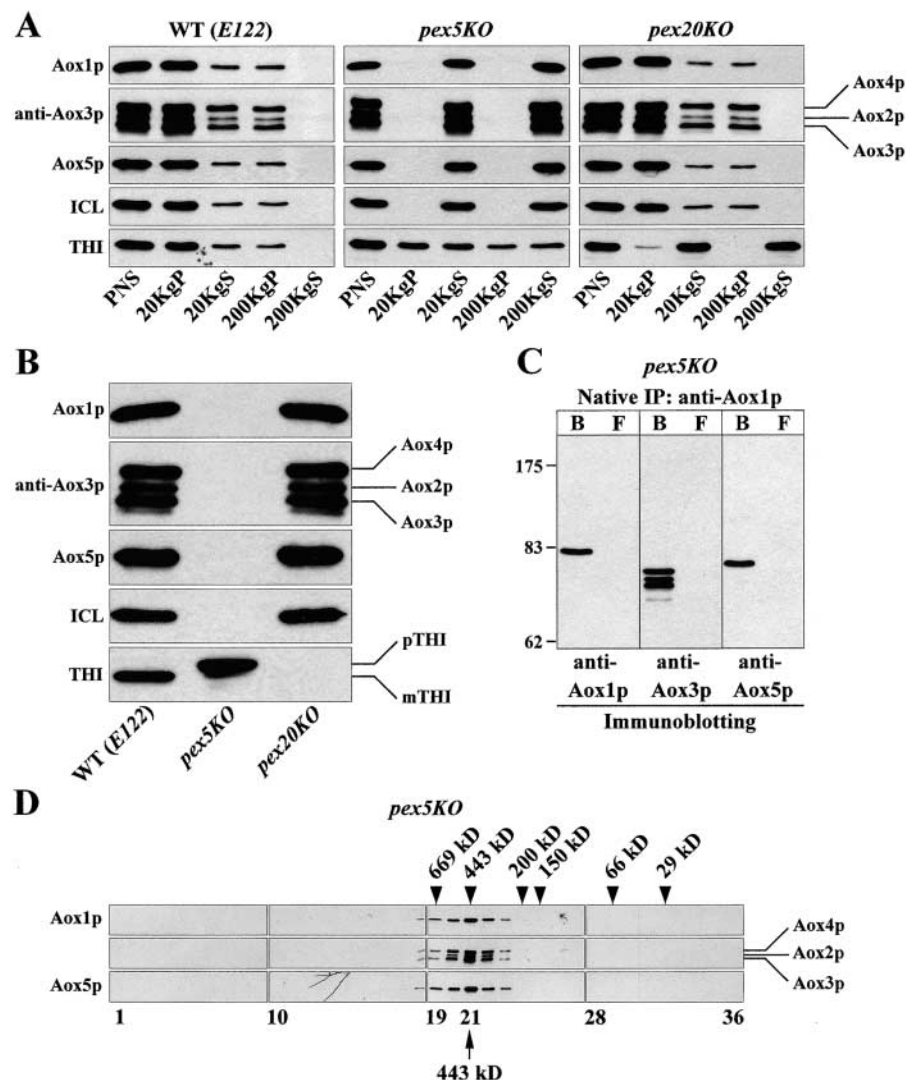 A
WT (E122) pex5KO pex20KO
Aox1p
anti-Aox3p
Aox5p
ICL
THI
Aox4p
Aox2p
Aox3p
PNS 20KgP 20KgS 200KgP 200KgS PNS 20KgP 20KgS 200KgP 200KgS PNS 20KgP 20KgS 200KgP 200KgS
B
Aox1p
anti-Aox3p
Aox5p
ICL
THI
Aox4p
Aox2p
Aox3p
pTHI
mTHI
WT (E122) pex5KO pex20KO
C
pex5KO
Native IP: anti-Aox1p
B F B F B F
175
83
62
anti- anti- anti-
Aox1p Aox3p Aox5p
Immunoblotting
D
pex5KO
669 kD 443 kD 200 kD 150 kD 66 kD 29 kD
Aox1p
Aox5p
Aox4p
Aox2p
Aox3p
1 10 19 21 28 36
443 kD